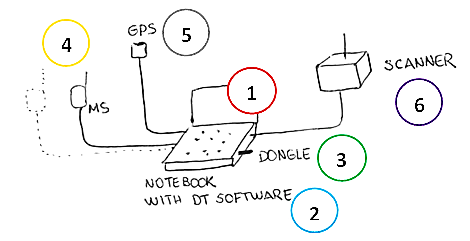 GPS
5
4
SCANNER
1
6
MS
DONGLE
3
NOTEBOOK
WITH DT SOFTWARE
2